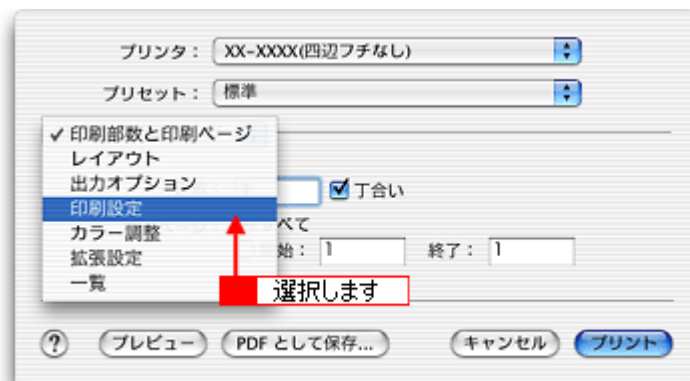 プリンタ： XX-XXXX(四辺フチなし)
プリセット： 標準
✓ 印刷部数と印刷ページ
レイアウト
出力オプション
印刷設定
カラー調整
拡張設定
一覧
丁合い
べて
始： 1 終了： 1
選択します
? プレビュー PDF として保存... キャンセル プリント